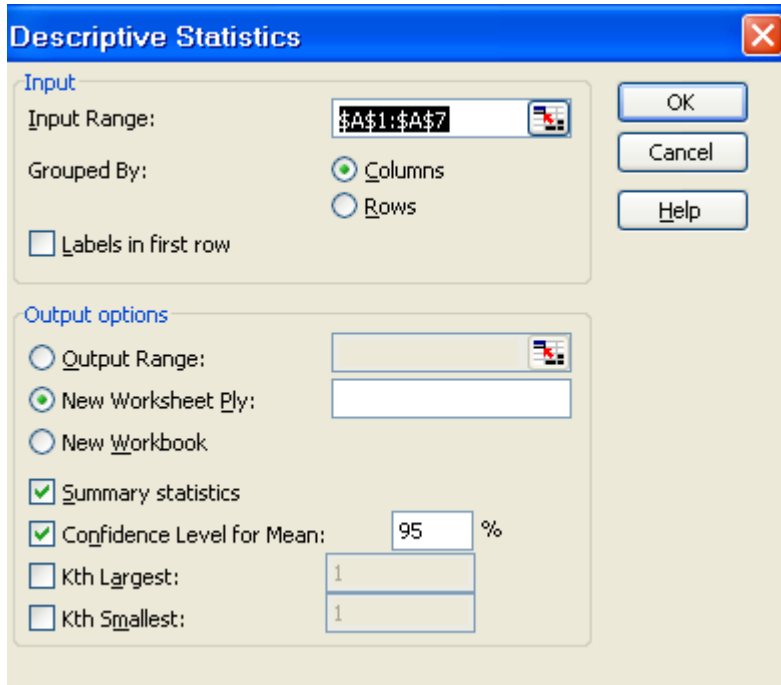 Descriptive Statistics
Input
Input Range: $A$1:$A$7
OK
Cancel
Grouped By: Columns
Rows
Help
Labels in first row
Output options
Output Range:
New Worksheet Ply:
New Workbook
Summary statistics
Confidence Level for Mean: 95 %
Kth Largest: 1
Kth Smallest: 1